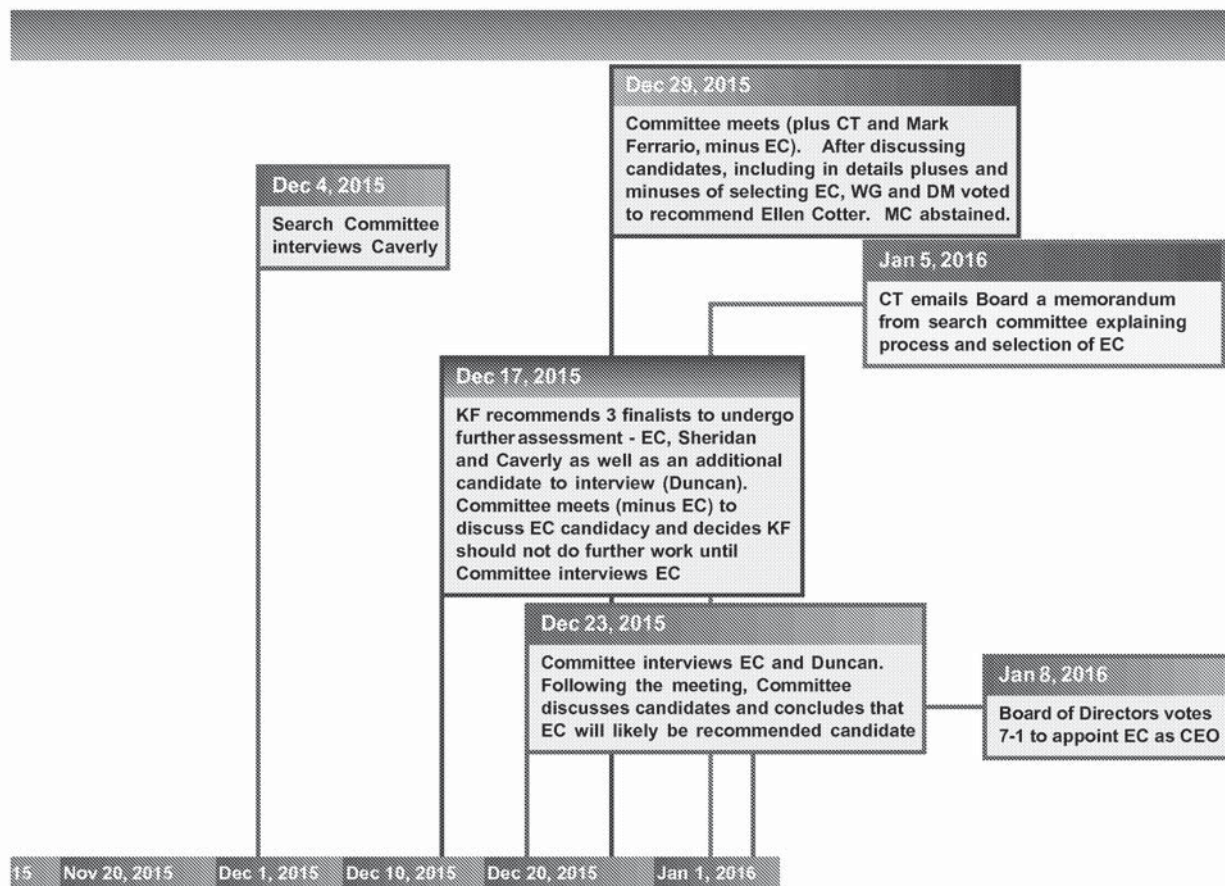 Dec 29, 2015
Committee meets (plus CT and Mark
Ferrario, minus EC). After discussing
candidates, including in details pluses and
minuses of selecting EC, WG and DM voted
to recommend Ellen Cotter. MC abstained.
Dec 4, 2015
Search Committee
interviews Caverly
Jan 5, 2016
CT emails Board a memorandum
from search committee explaining
process and selection of EC
Dec 17, 2015
KF recommends 3 finalists to undergo
further assessment - EC, Sheridan
and Caverly as well as an additional
candidate to interview (Duncan).
Committee meets (minus EC) to
discuss EC candidacy and decides KF
should not do further work until
Committee interviews EC
Dec 23, 2015
Committee interviews EC and Duncan.
Following the meeting, Committee
discusses candidates and concludes that
EC will likely be recommended candidate
Jan 8, 2016
Board of Directors votes
7-1 to appoint EC as CEO
15 Nov 20, 2015 Dec 1, 2015 Dec 10, 2015 Dec 20, 2015 Jan 1, 2016